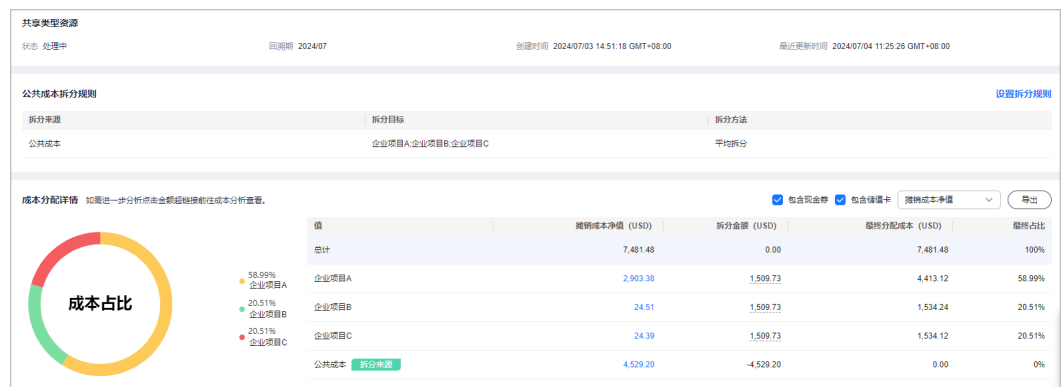 共享类型资源
状态 处理中 回溯期 2024/07 创建时间 2024/07/03 14:51:18 GMT+08:00 最近更新时间 2024/07/04 11:25:26 GMT+08:00
公共成本拆分规则 设置拆分规则
拆分来源 拆分目标 拆分方法
公共成本 企业项目A;企业项目B;企业项目C 平均拆分
成本分配详情 如需进一步分析点击金额超链接前往成本分析查看。 包含现金券 包含储值卡 摊销成本净值 导出
值 摊销成本净值 (USD) 拆分金额 (USD) 最终分配成本 (USD) 最终占比
总计 7,481.48 0.00 7,481.48 100%
58.99%
企业项目A
企业项目A 2,903.38 1,509.73 4,413.12 58.99%
成本占比
20.51%
企业项目B
企业项目B 24.51 1,509.73 1,534.24 20.51%
20.51%
企业项目C
企业项目C 24.39 1,509.73 1,534.12 20.51%
公共成本 拆分来源 4,529.20 -4,529.20 0.00 0%